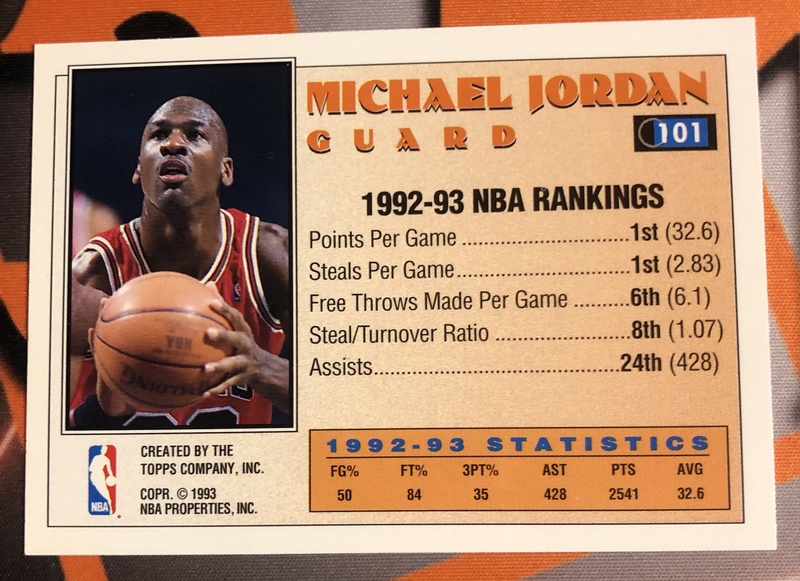 MICHAEL JORDAN
GUARD
101
1992-93 NBA RANKINGS
Points Per Game ..............................1st (32.6)
Steals Per Game...............................1st (2.83)
Free Throws Made Per Game ..........6th (6.1)
Steal/Turnover Ratio ........................8th (1.07)
Assists.............................................24th (428)
1992-93 STATISTICS
FG% FT% 3PT% AST PTS AVG
50 84 35 428 2541 32.6
CREATED BY THE
TOPPS COMPANY, INC.
COPR. © 1993
NBA PROPERTIES, INC.
NBA
SPALDING